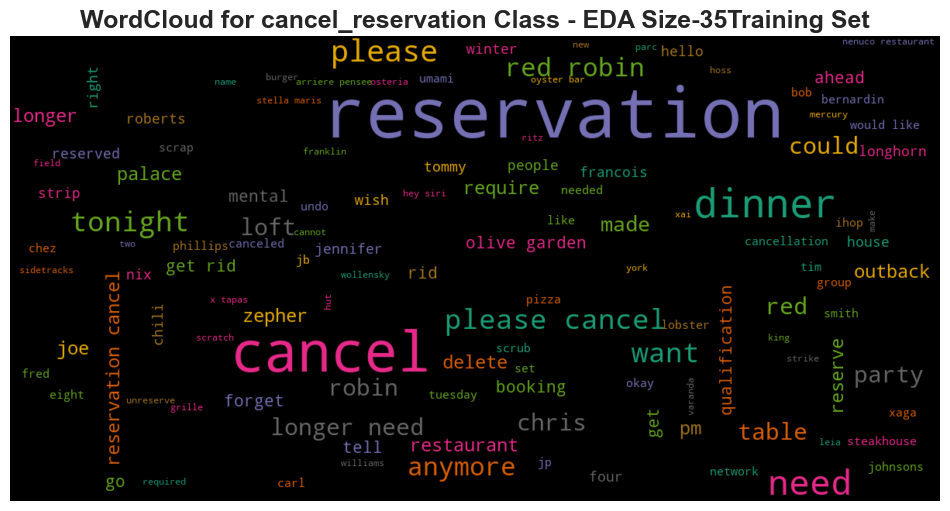 WordCloud for cancel_reservation Class - EDA Size-35Training Set
please
winter
new
parc
hello
nenuco restaurant
right
name
burger
arriere pensee
osteria
umami
red robin
oyster bar
hoss
ahead
bob
bernardin
mercury
would like
longer
roberts
stella maris
reservation
ritz
could
longhorn
reserved
scrap
franklin
field
palace
tommy
people
francois
strip
mental
undo
wish
hey siri
require
needed
dinner
tonight
loft
cannot
like
made
xai
ihop
make
chez
two
phillips
canceled
jennifer
olive garden
cancellation
house
sidetracks
nix
get rid
jb
wollensky
rid
york
tim
group
outback
reservation cancel
chili
x tapas
hut
zepher
pizza
please cancel
lobster
qualification
red
smith
joe
scratch
cancel
scrub
delete
want
king
strike
reserve
party
fred
eight
unreserve
grille
forget
robin
tuesday
set
booking
okay
varanda
longer need
chris
get
pm
table
xaga
tell
restaurant
leia
steakhouse
go
required
carl
williams
anymore
jp
four
network
need
johnsons